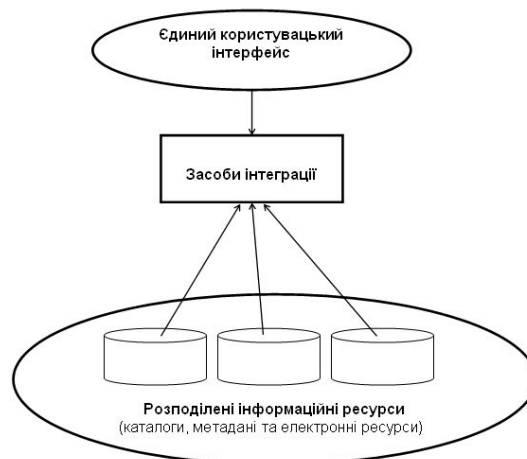 Єдиний користувацький
інтерфейс
Засоби інтеграції
Розподілені інформаційні ресурси
(каталоги, метадані та електронні ресурси)